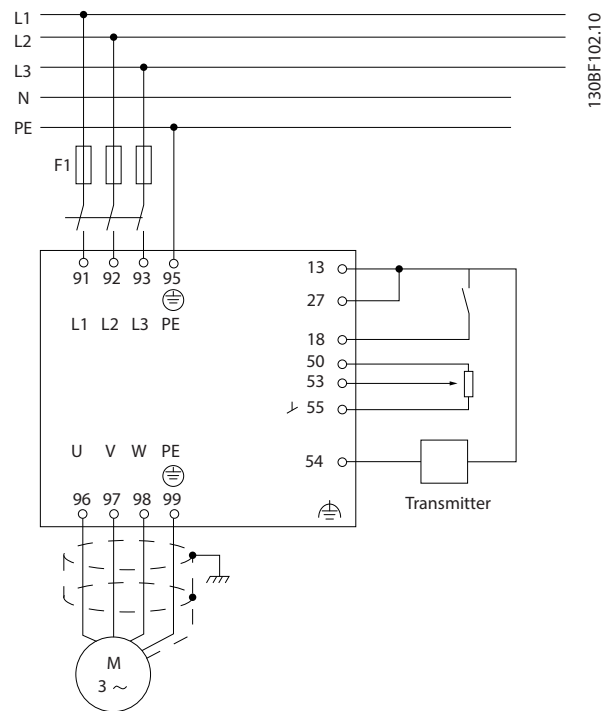 L1
L2
L3
N
PE
130BF102.10
F1
91 92 93 95
L1 L2 L3 PE
13
27
18
50
53
55
54
Transmitter
U V W PE
96 97 98 99
M
3 ~